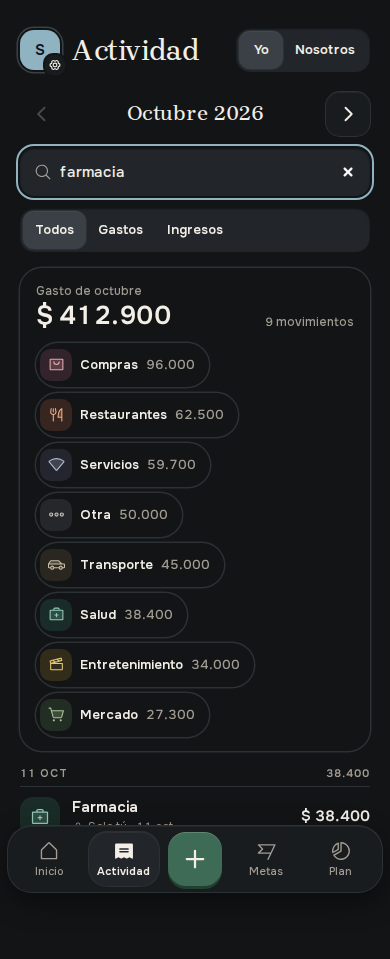 S
Actividad
Yo
Nosotros
Octubre 2026
farmacia
Todos
Gastos
Ingresos
Gasto de octubre
$ 412.900
9 movimientos
Compras 96.000
Restaurantes 62.500
Servicios 59.700
Otra 50.000
Transporte 45.000
Salud 38.400
Entretenimiento 34.000
Mercado 27.300
11 OCT
38.400
Farmacia
$ 38.400
Inicio
Actividad
Metas
Plan